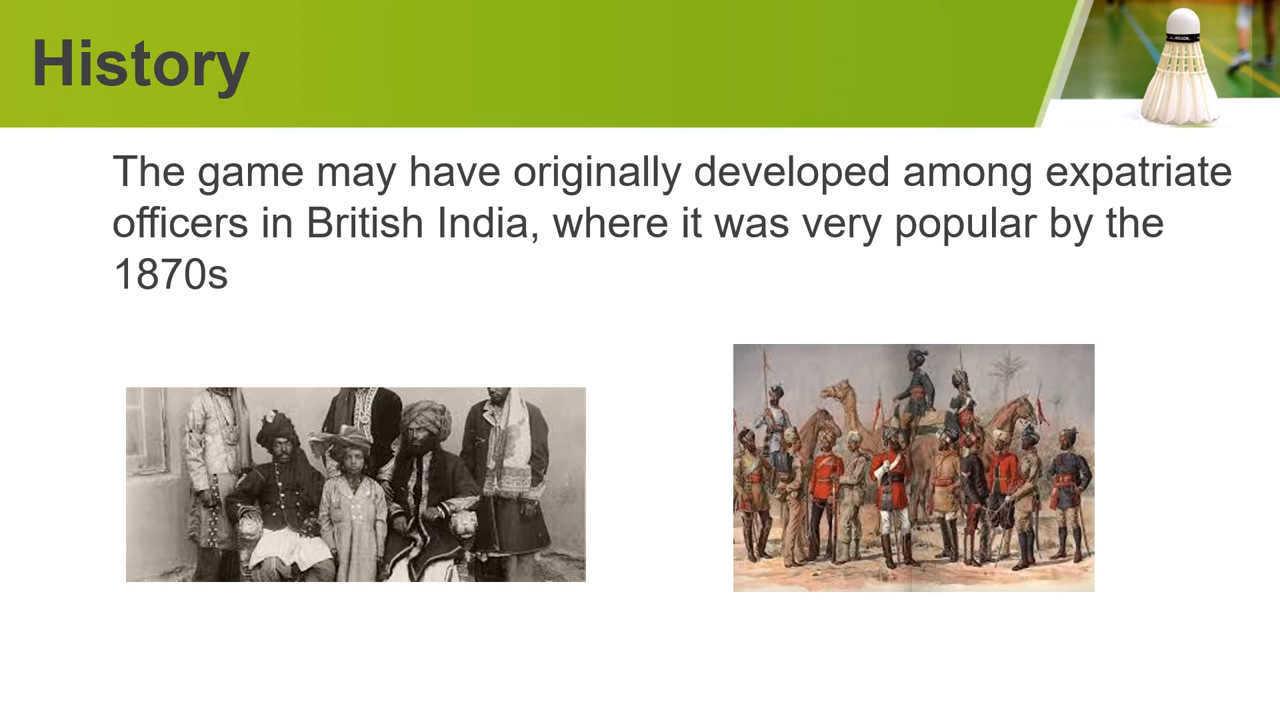 History
The game may have originally developed among expatriate
officers in British India, where it was very popular by the
1870s